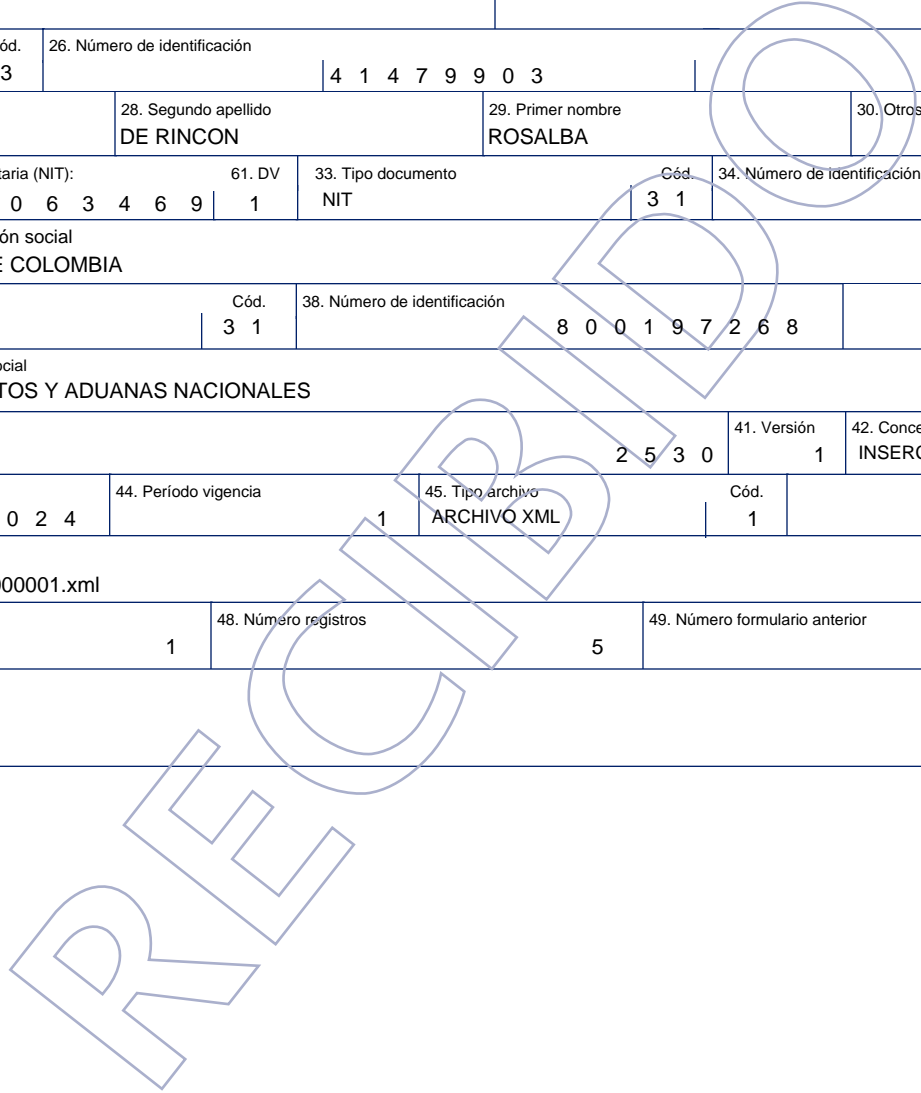 ód. 26. Número de identificación
3 4 1 4 7 9 9 0 3
28. Segundo apellido 29. Primer nombre 30. Otros
DE RINCON ROSALBA
taria (NIT): 61. DV 33. Tipo documento Cód. 34. Número de identificación
0 6 3 4 6 9 1 NIT 3 1
ón social
E COLOMBIA
Cód. 38. Número de identificación
3 1 8 0 0 1 9 7 2 6 8
ocial
TOS Y ADUANAS NACIONALES
41. Versión 42. Conce
2 5 3 0 1 INSERC
44. Período vigencia 45. Tipo archivo Cód.
0 2 4 1 ARCHIVO XML 1
000001.xml
48. Número registros 49. Número formulario anterior
1 5
RECIBIDO